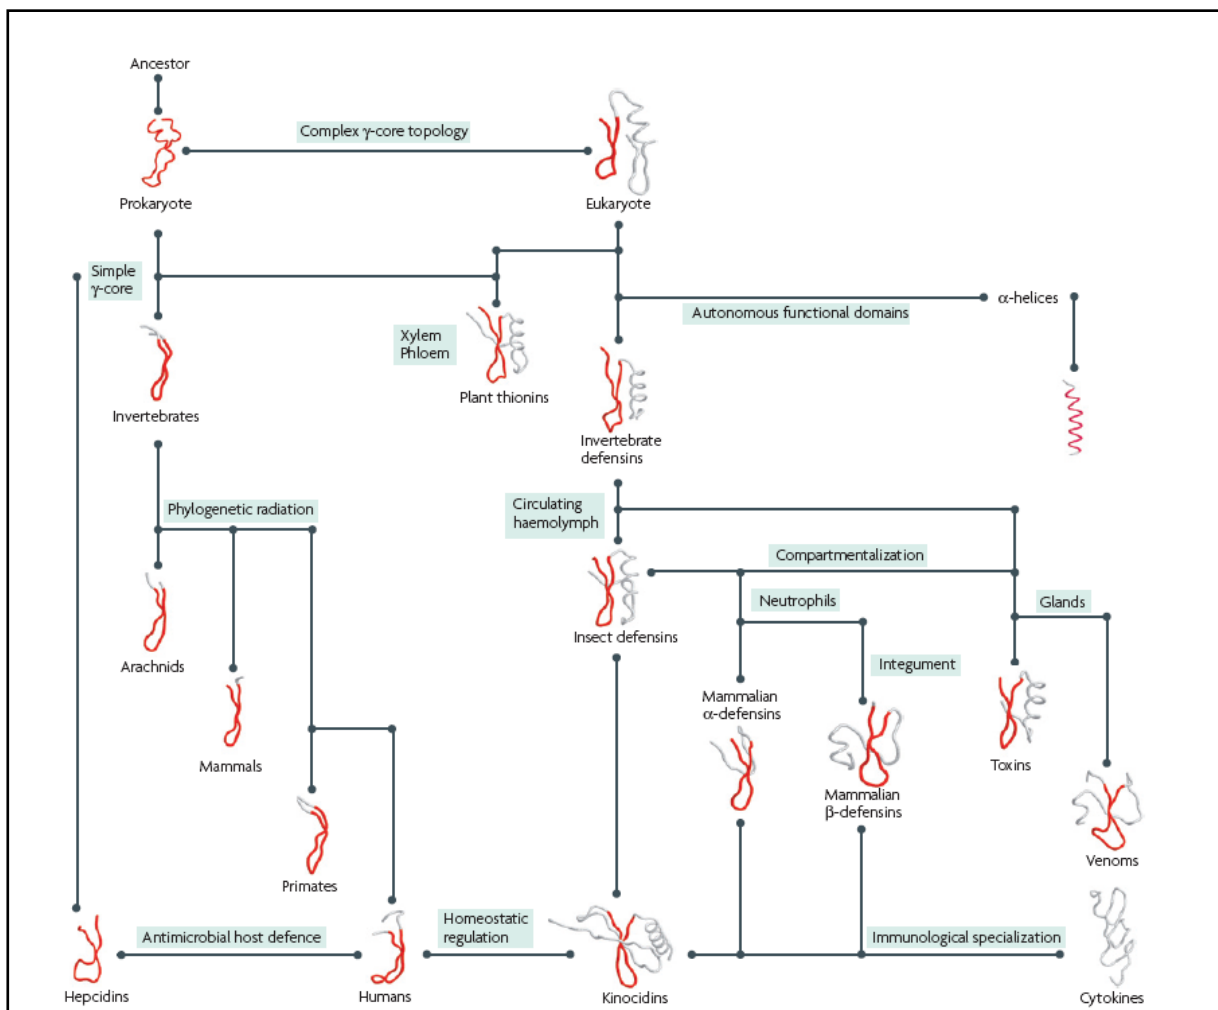 Ancestor
Complex γ-core topology
Prokaryote
Eukaryote
Simple
γ-core
α-helices
Autonomous functional domains
Xylem
Phloem
Plant thionins
Invertebrates
Invertebrate
defensins
Circulating
haemolymph
Phylogenetic radiation
Compartmentalization
Neutrophils
Glands
Insect defensins
Arachnids
Integument
Mammalian
α-defensins
Mammals
Toxins
Mammalian
β-defensins
Venoms
Primates
Homeostatic
regulation
Antimicrobial host defence
Immunological specialization
Hepcidins
Humans
Kinocidins
Cytokines